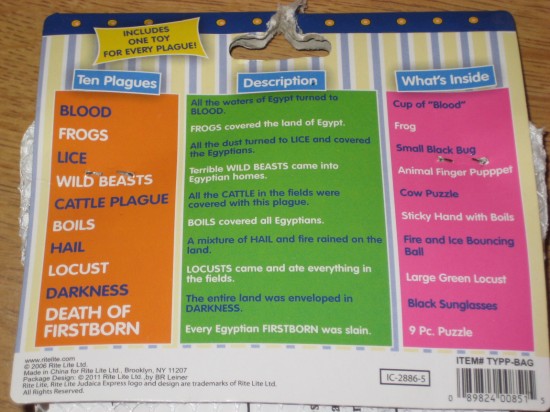 INCLUDES
ONE TOY
FOR EVERY PLAGUE!
Ten Plagues
BLOOD
FROGS
LICE
WILD BEASTS
CATTLE PLAGUE
BOILS
HAIL
LOCUST
DARKNESS
DEATH OF
FIRSTBORN
Description
All the waters of Egypt turned to
BLOOD.
FROGS covered the land of Egypt.
All the dust turned to LICE and covered
the Egyptians.
Terrible WILD BEASTS came into
Egyptian homes.
All the CATTLE in the fields were
covered with this plague.
BOILS covered all Egyptians.
A mixture of HAIL and fire rained on the
land.
LOCUSTS came and ate everything in
the fields.
The entire land was enveloped in
DARKNESS.
Every Egyptian FIRSTBORN was slain.
What's Inside
Cup of "Blood"
Frog
Small Black Bug
Animal Finger Pupppet
Cow Puzzle
Sticky Hand with Boils
Fire and Ice Bouncing
Ball
Large Green Locust
Black Sunglasses
9 Pc. Puzzle
www.ritelite.com
© 2006 Rite Lite Ltd.
Made in China for Rite Lite Ltd., Brooklyn, NY 11207
Package Design: © 2011 Rite Lite Ltd.,by BR Leiner
Rite Lite, Rite Lite Judaica Express logo and design are trademarks of Rite Lite Ltd.
All Rights Reserved.
IC-2886-5
ITEM# TYPP-BAG
0 89824 00851 5